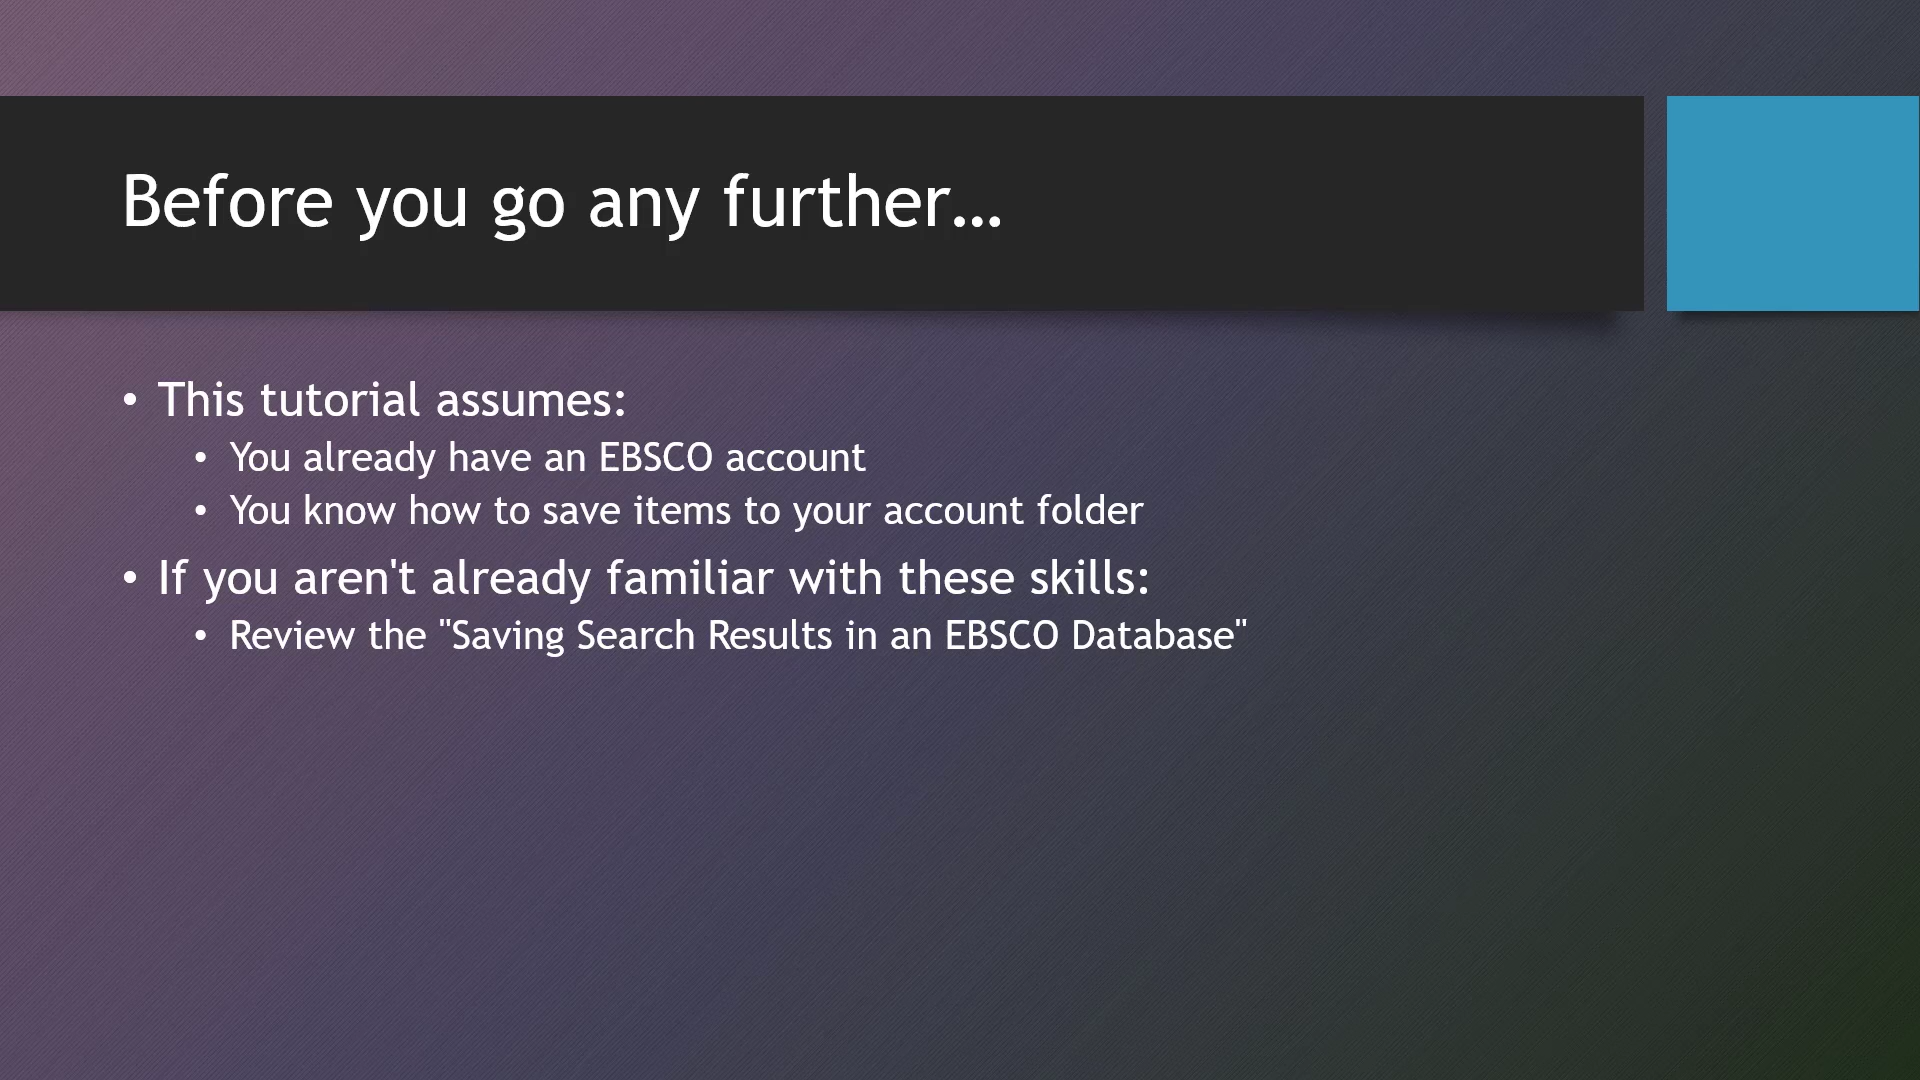 Before you go any further…
• This tutorial assumes:
• You already have an EBSCO account
• You know how to save items to your account folder
• If you aren't already familiar with these skills:
• Review the "Saving Search Results in an EBSCO Database"